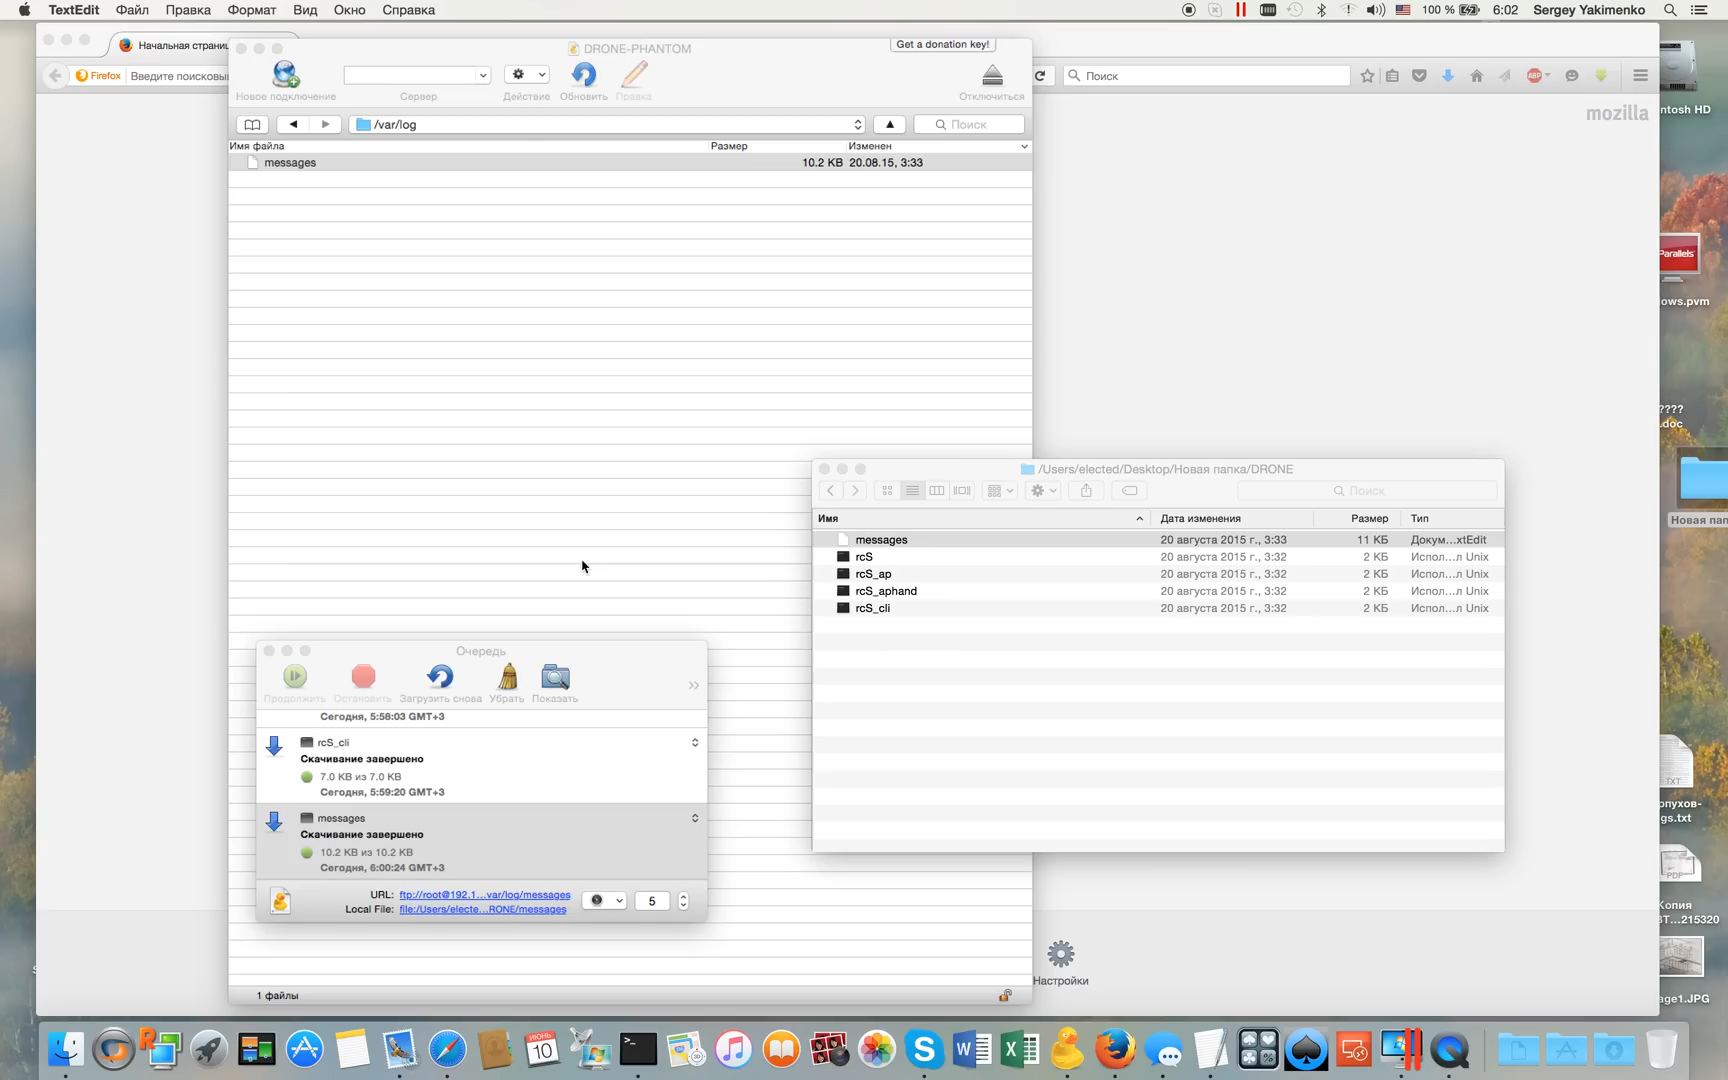 TextEdit Файл Правка Формат Вид Окно Справка
100 % 6:02 Sergey Yakimenko
Начальная страниц
DRONE-PHANTOM
Get a donation key!
Firefox Введите поисковы
Поиск
Новое подключение Сервер Действие Обновить Правка Отключиться
mozilla
ntosh HD
/var/log
Поиск
Имя файла Размер Изменен
messages 10.2 KB 20.08.15, 3:33
Parallels
ows.pvm
????
.doc
Новая пап
/Users/elected/Desktop/Новая папка/DRONE
Поиск
Имя Дата изменения Размер Тип
messages 20 августа 2015 г., 3:33 11 КБ Докум...xtEdit
rcS 20 августа 2015 г., 3:32 2 КБ Испол...л Unix
rcS_ap 20 августа 2015 г., 3:32 2 КБ Испол...л Unix
rcS_aphand 20 августа 2015 г., 3:32 2 КБ Испол...л Unix
rcS_cli 20 августа 2015 г., 3:32 2 КБ Испол...л Unix
Очередь
Продолжить Остановить Загрузить снова Убрать Показать
Сегодня, 5:58:03 GMT+3
rcS_cli
Скачивание завершено
7.0 KB из 7.0 KB
Сегодня, 5:59:20 GMT+3
messages
Скачивание завершено
10.2 KB из 10.2 KB
Сегодня, 6:00:24 GMT+3
URL: ftp://root@192.1...var/log/messages
5
Local File: file:/Users/electe...RONE/messages
TXT
опухов-
gs.txt
PDF
Копия
BT...215320
age1.JPG
Настройки
1 файлы
ИЮНЬ
10